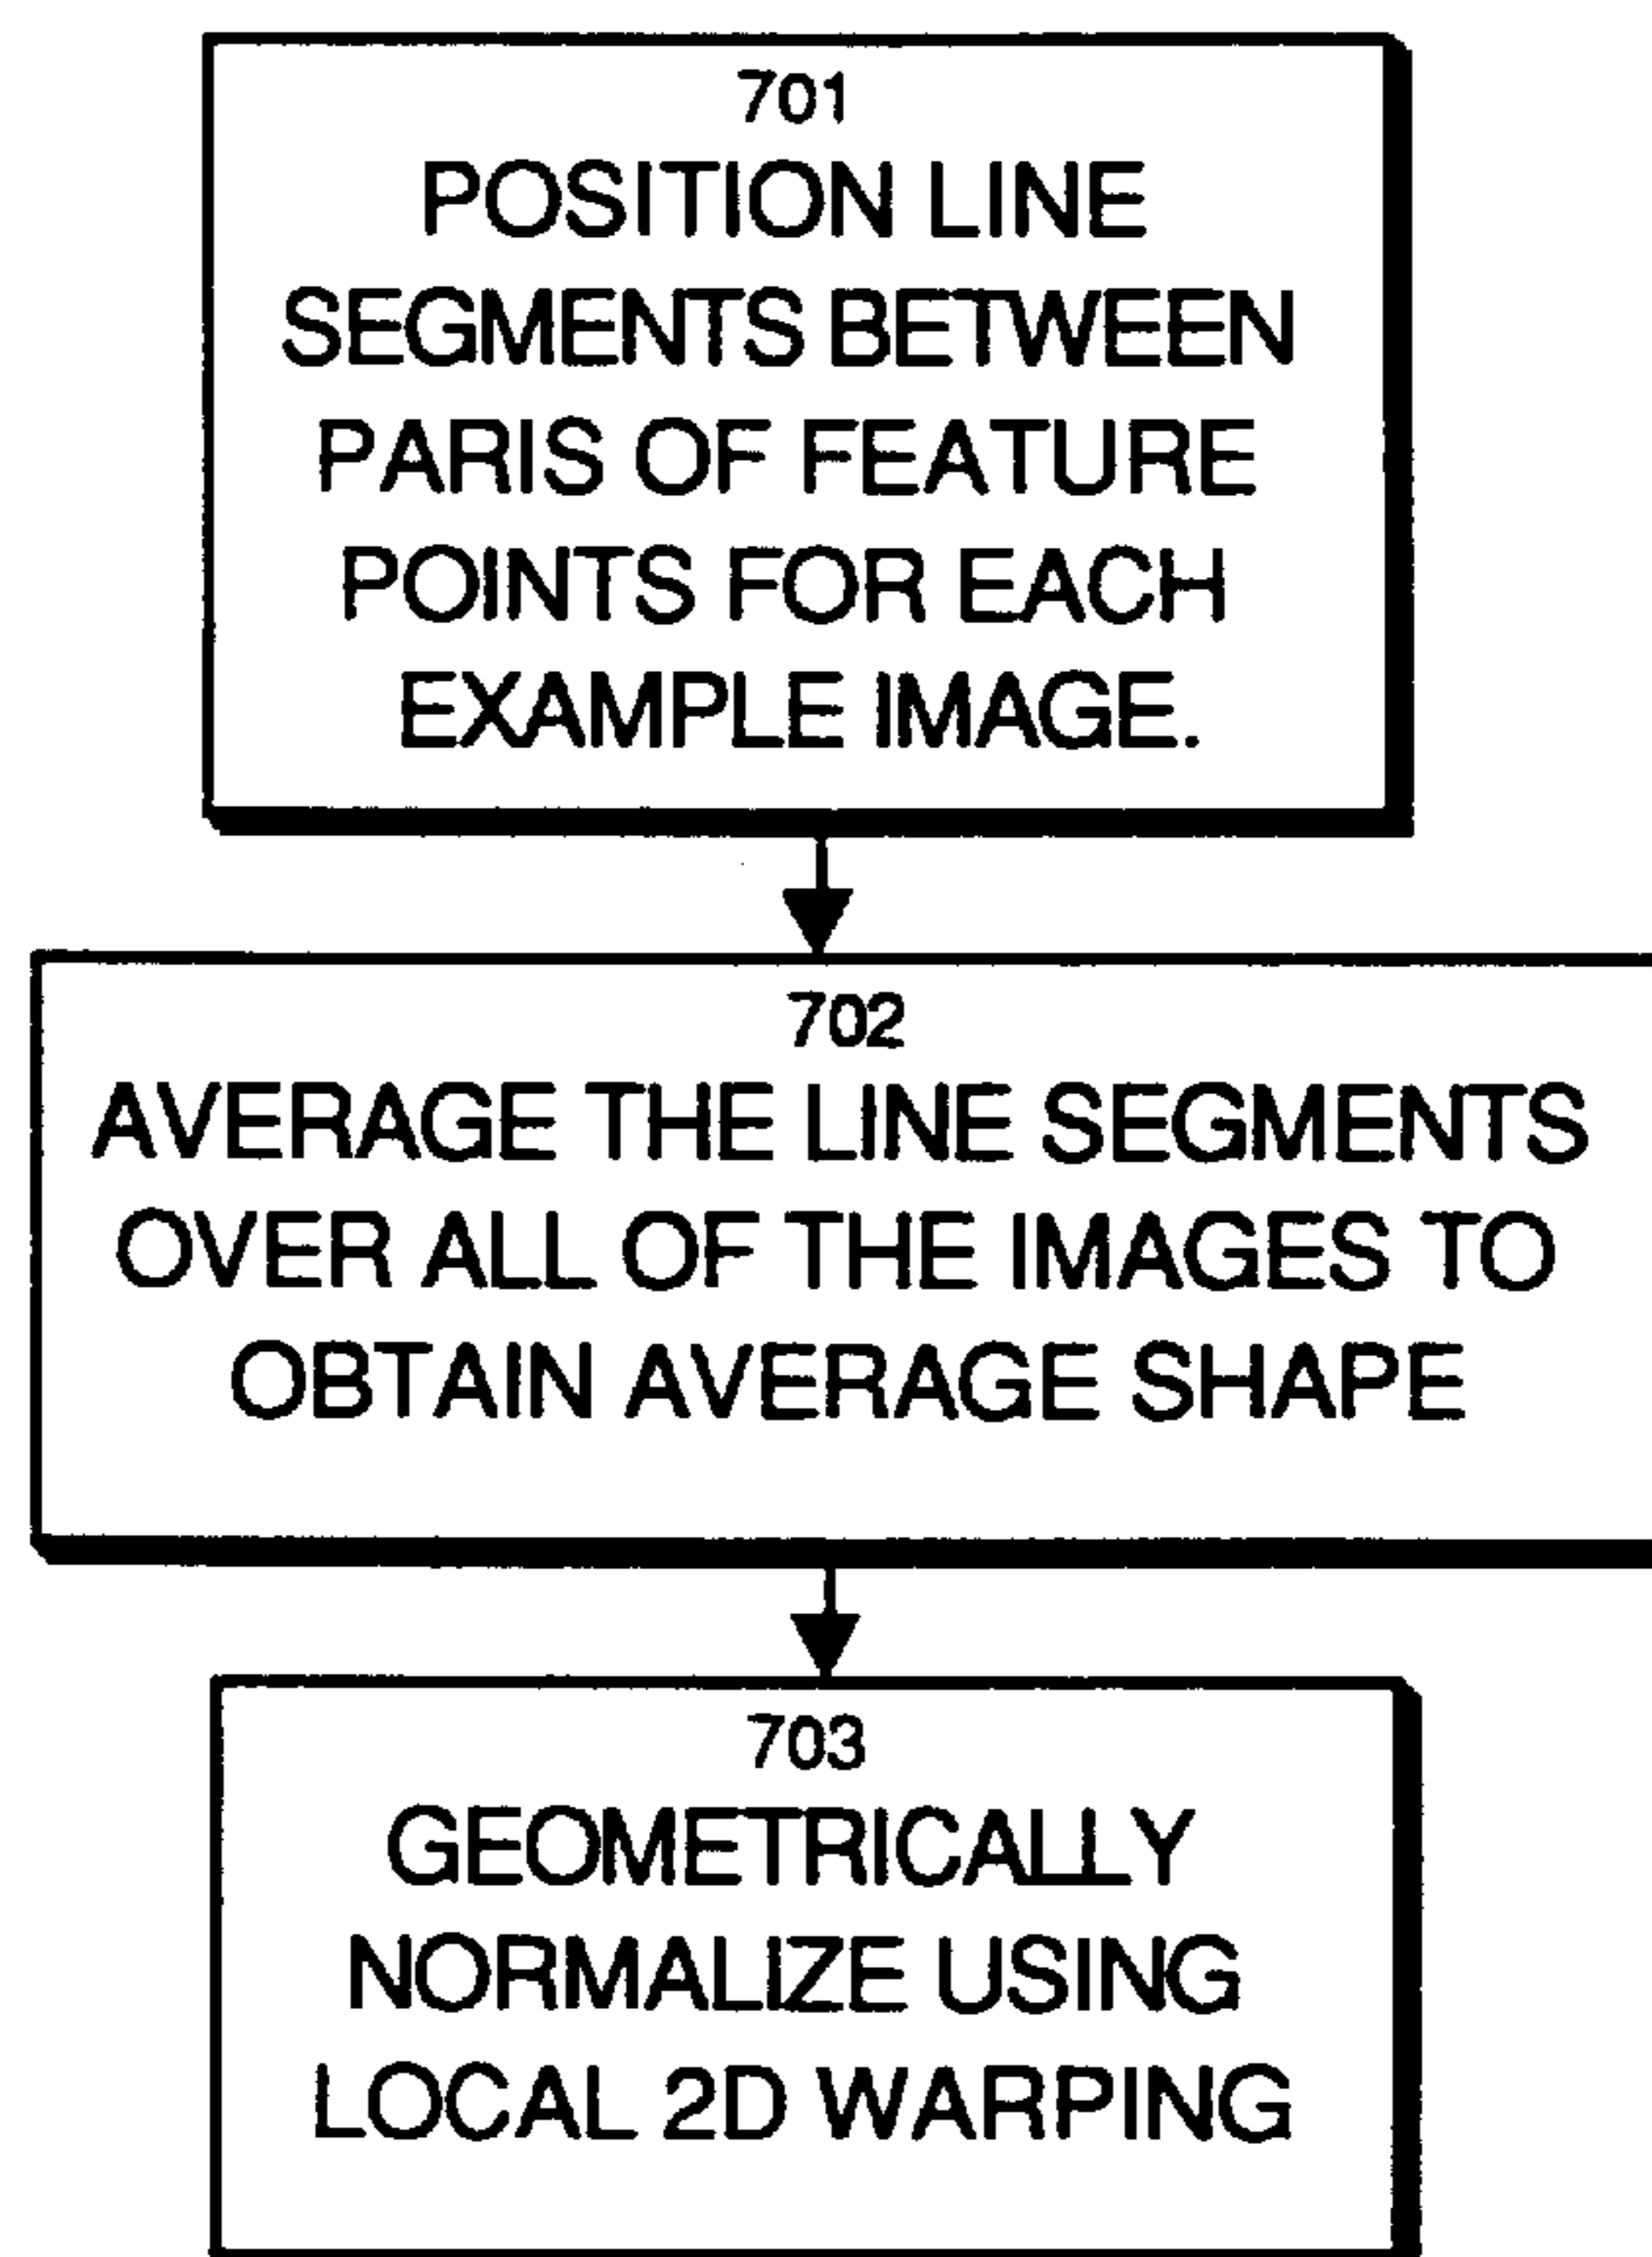 701
POSITION LINE
SEGMENTS BETWEEN
PARIS OF FEATURE
POINTS FOR EACH
EXAMPLE IMAGE.
702
AVERAGE THE LINE SEGMENTS
OVER ALL OF THE IMAGES TO
OBTAIN AVERAGE SHAPE
703
GEOMETRICALLY
NORMALIZE USING
LOCAL 2D WARPING